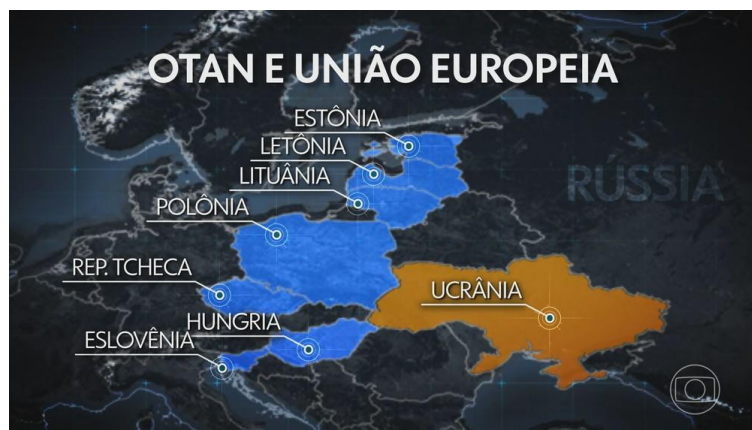 OTAN E UNIÃO EUROPEIA
ESTÔNIA
LETÔNIA
LITUÂNIA
RÚSSIA
POLÔNIA
REP. TCHECA
UCRÂNIA
HUNGRIA
ESLOVÊNIA